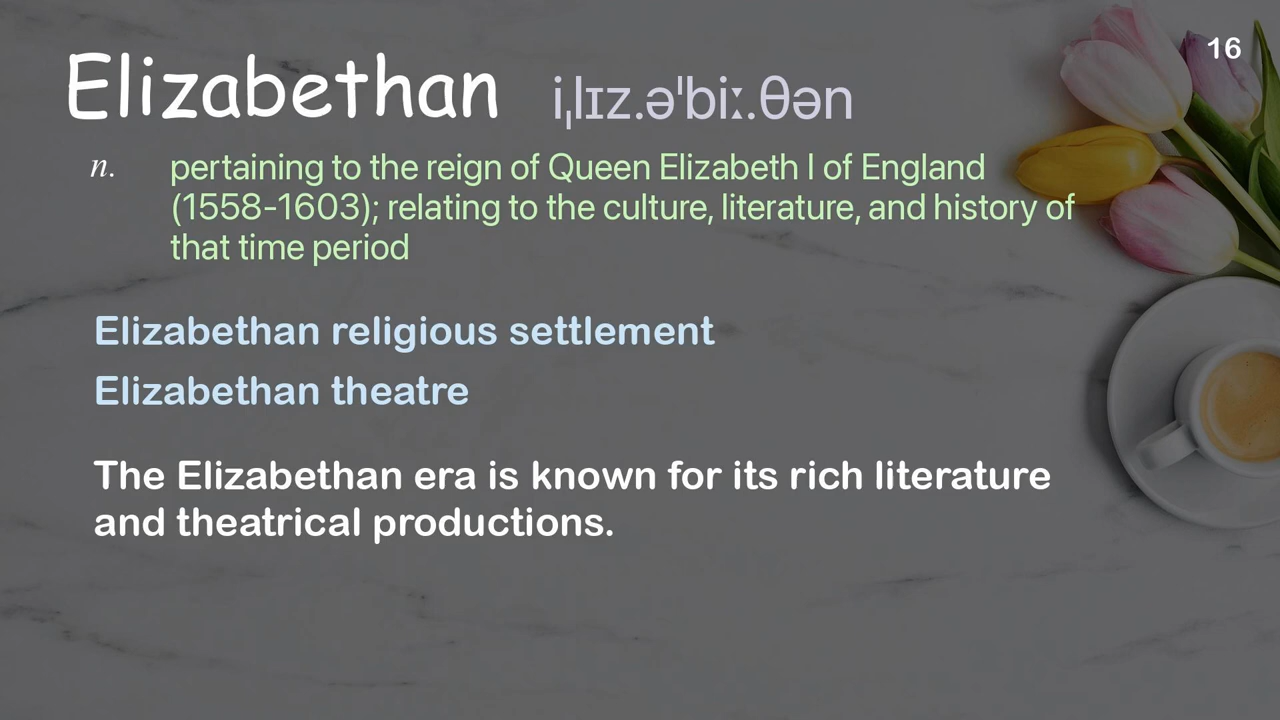 16
Elizabethan iˌlɪz.əˈbiː.θən
n. pertaining to the reign of Queen Elizabeth I of England
(1558-1603); relating to the culture, literature, and history of
that time period
Elizabethan religious settlement
Elizabethan theatre
The Elizabethan era is known for its rich literature
and theatrical productions.